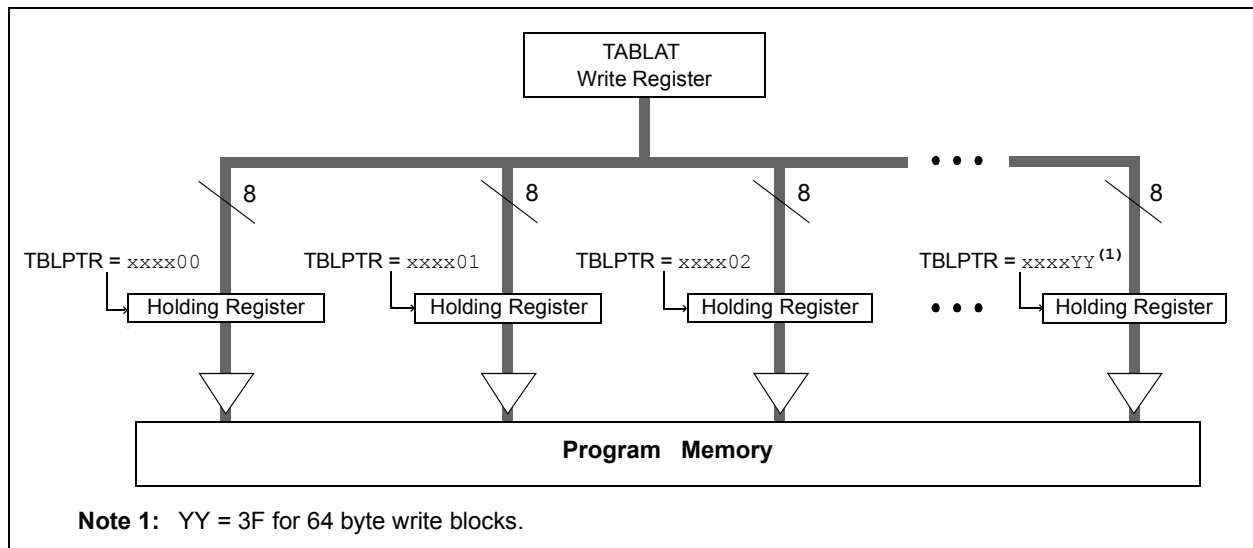 TABLAT
Write Register
• • •
8 8 8 8
TBLPTR = xxxx00 TBLPTR = xxxx01 TBLPTR = xxxx02 TBLPTR = xxxxYY(1)
Holding Register Holding Register Holding Register • • • Holding Register
Program Memory
Note 1: YY = 3F for 64 byte write blocks.